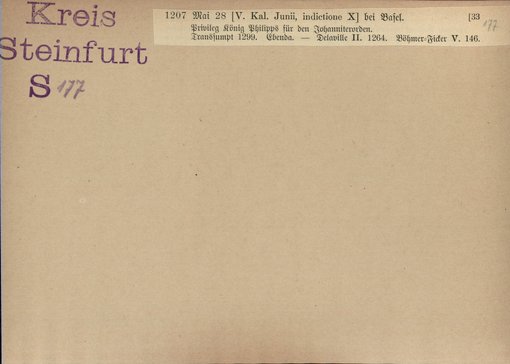 Kreis
Steinfurt
S 177
1207 Mai 28 [V. Kal. Junii, indictione X] bei Basel. [33
177
Privileg König Philipps für den Johanniterorden.
Transsumpt 1299. Ebenda. — Delaville II. 1264. Böhmer-Ficker V. 146.